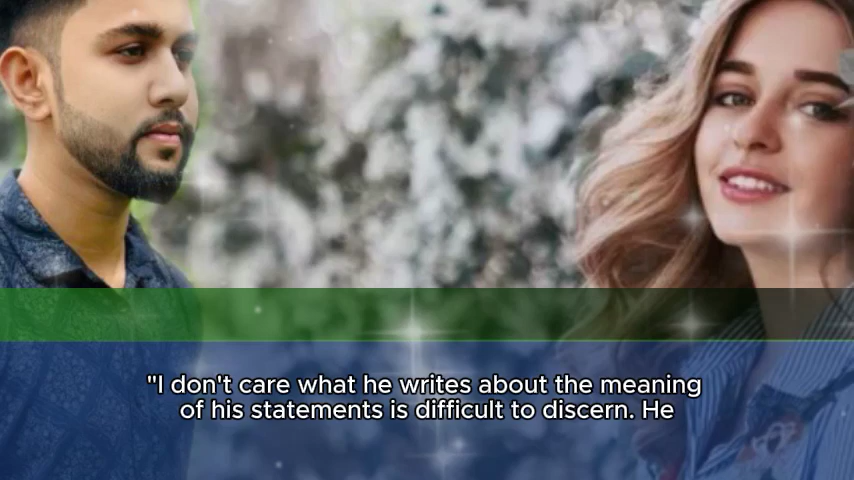 "I don't care what he writes about the meaning
of his statements is difficult to discern. He